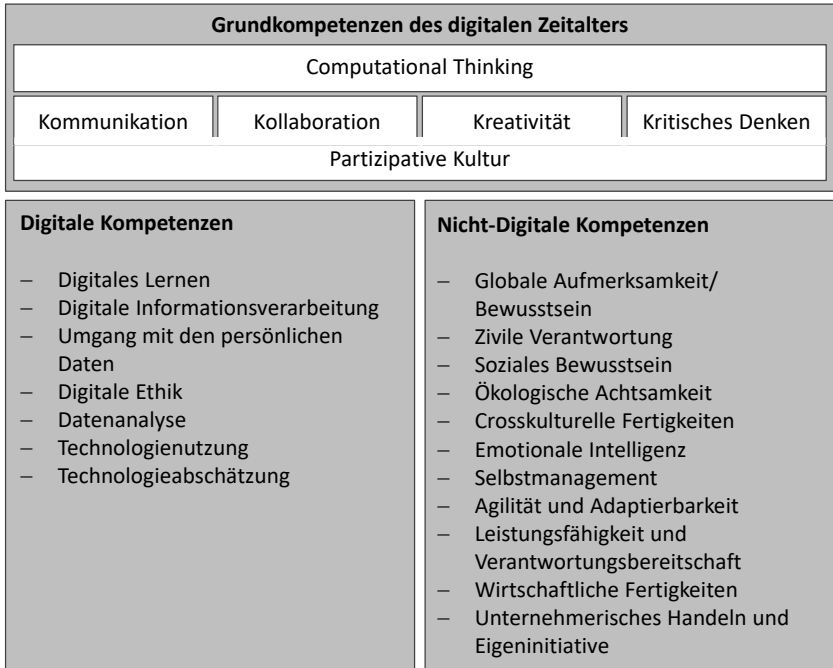 Grundkompetenzen des digitalen Zeitalters
Computational Thinking
Kommunikation
Kollaboration
Kreativität
Kritisches Denken
Partizipative Kultur
Digitale Kompetenzen
– Digitales Lernen
– Digitale Informationsverarbeitung
– Umgang mit den persönlichen
Daten
– Digitale Ethik
– Datenanalyse
– Technologienutzung
– Technologieabschätzung
Nicht-Digitale Kompetenzen
– Globale Aufmerksamkeit/
Bewusstsein
– Zivile Verantwortung
– Soziales Bewusstsein
– Ökologische Achtsamkeit
– Crosskulturelle Fertigkeiten
– Emotionale Intelligenz
– Selbstmanagement
– Agilität und Adaptierbarkeit
– Leistungsfähigkeit und
Verantwortungsbereitschaft
– Wirtschaftliche Fertigkeiten
– Unternehmerisches Handeln und
Eigeninitiative